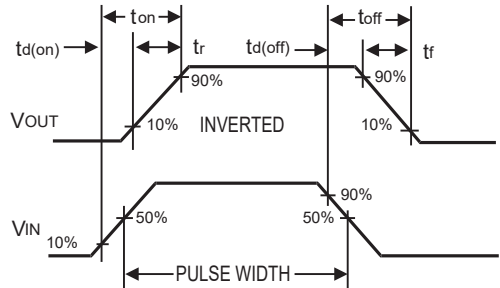 ton toff
td(on) tr td(off) tf
90% 90%
VOUT 10% INVERTED 10%
90%
50% 50%
VIN 10%
PULSE WIDTH